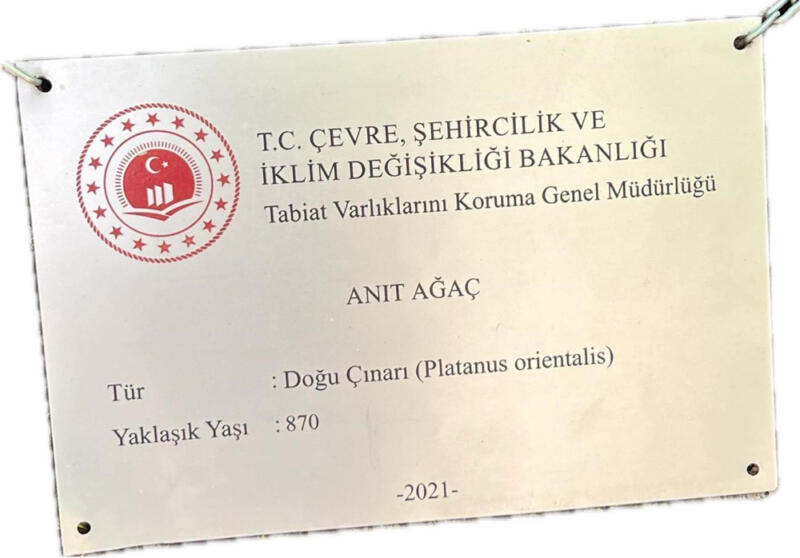 T.C. ÇEVRE, ŞEHİRCİLİK VE
İKLİM DEĞİŞİKLİĞİ BAKANLIĞI
Tabiat Varlıklarını Koruma Genel Müdürlüğü
ANIT AĞAÇ
Tür : Doğu Çınarı (Platanus orientalis)
Yaklaşık Yaşı : 870
-2021-